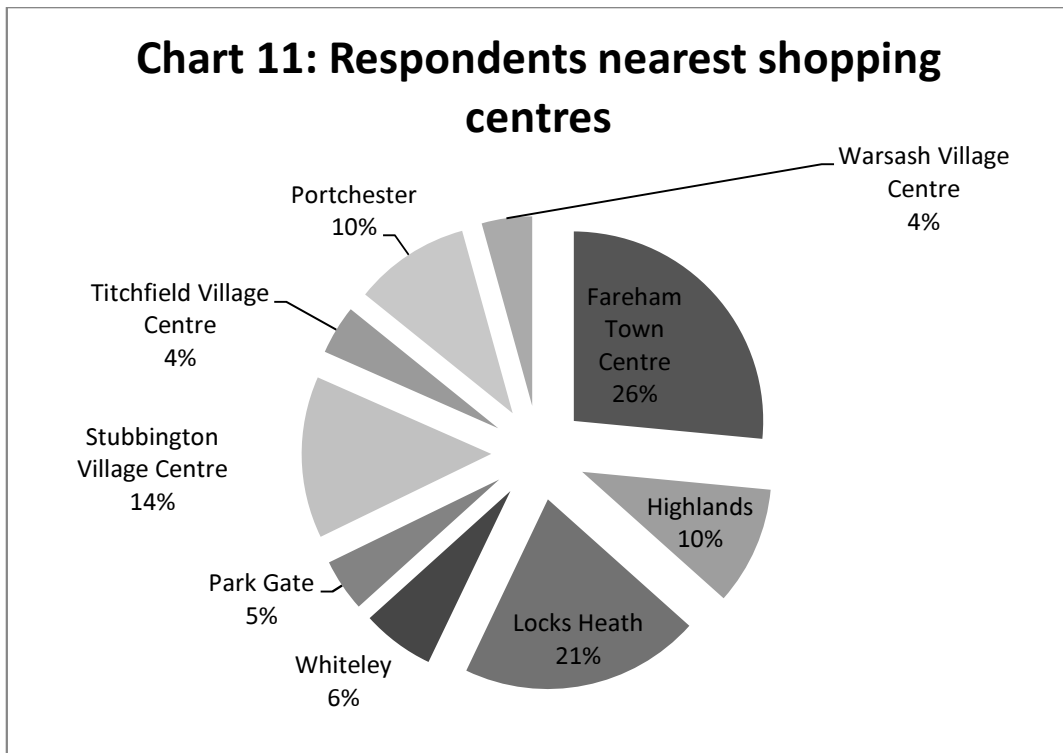 Chart 11: Respondents nearest shopping
centres
Warsash Village
Centre
4%
Portchester
10%
Titchfield Village
Centre
4%
Fareham
Town
Centre
26%
Stubbington
Village Centre
14%
Highlands
10%
Park Gate
5%
Locks Heath
21%
Whiteley
6%